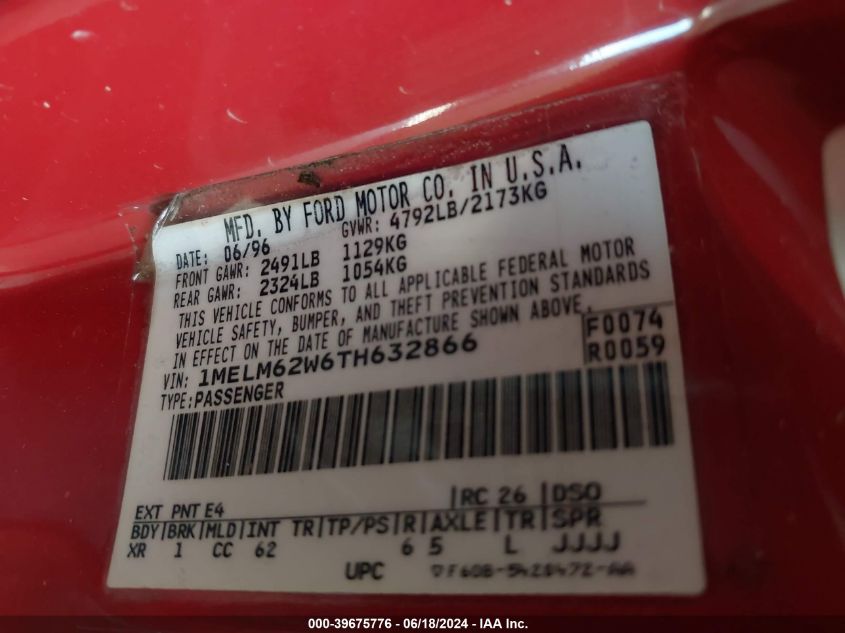 MFD. BY FORD MOTOR CO. IN U.S.A.
DATE: 06/96 GVWR: 4792LB/2173KG
FRONT GAWR: 2491LB 1129KG
REAR GAWR: 2324LB 1054KG
THIS VEHICLE CONFORMS TO ALL APPLICABLE FEDERAL MOTOR
VEHICLE SAFETY, BUMPER, AND THEFT PREVENTION STANDARDS
IN EFFECT ON THE DATE OF MANUFACTURE SHOWN ABOVE.
VIN: 1MELM62W6TH632866 F0074
TYPE: PASSENGER R0059
EXT PNT E4 |RC 26 |DSO
BDY|BRK|MLD|INT TR|TP/PS|R|AXLE|TR|SPR
XR 1 CC 62 6 5 L JJJJ
UPC
000-39675776 - 06/18/2024 - IAAI Inc.